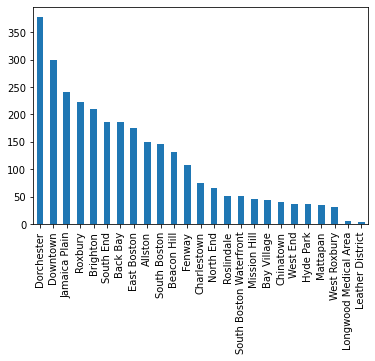 350
300
250
200
150
100
50
0
Dorchester
Downtown
Jamaica Plain
Roxbury
Brighton
South End
Back Bay
East Boston
Allston
South Boston
Beacon Hill
Fenway
Charlestown
North End
Roslindale
South Boston Waterfront
Mission Hill
Bay Village
Chinatown
West End
Hyde Park
Mattapan
West Roxbury
Longwood Medical Area
Leather District